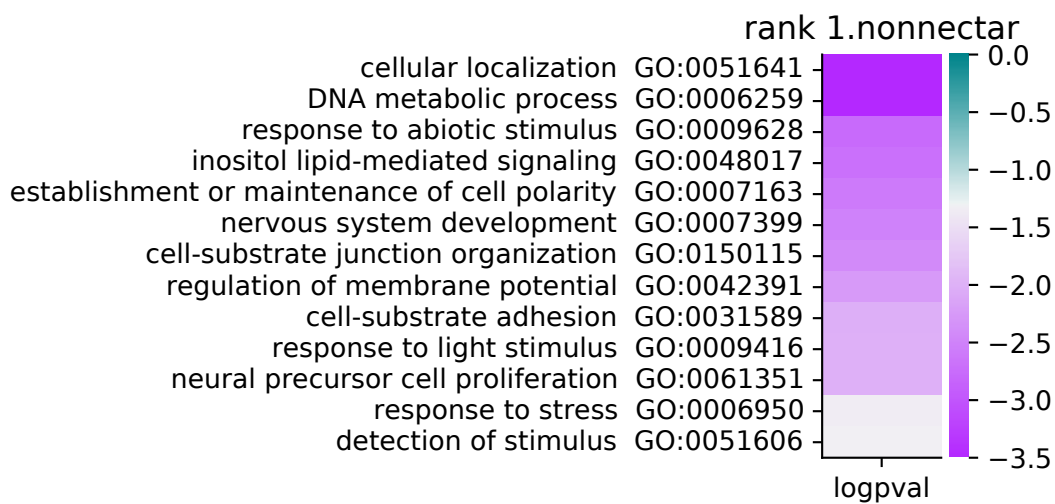 rank 1.nonnectar
cellular localization GO:0051641
DNA metabolic process GO:0006259
response to abiotic stimulus GO:0009628
inositol lipid-mediated signaling GO:0048017
establishment or maintenance of cell polarity GO:0007163
nervous system development GO:0007399
cell-substrate junction organization GO:0150115
regulation of membrane potential GO:0042391
cell-substrate adhesion GO:0031589
response to light stimulus GO:0009416
neural precursor cell proliferation GO:0061351
response to stress GO:0006950
detection of stimulus GO:0051606
logpval
0.0
−0.5
−1.0
−1.5
−2.0
−2.5
−3.0
−3.5